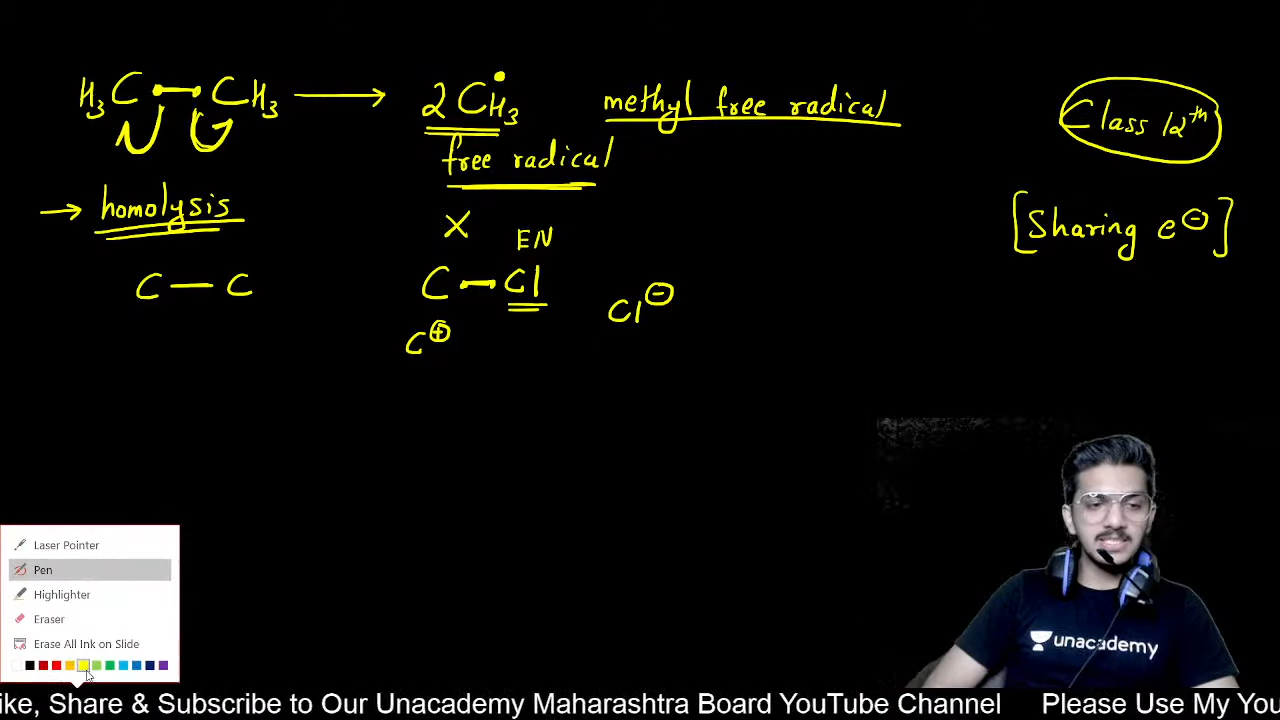 H₃C–CH₃ ⟶ 2CH₃• methyl free radical
Class 12ᵗʰ
free radical
→ homolysis
[Sharing e⊖]
X
EN
C – C
C – Cl
Cl⊖
C⊕
Laser Pointer
Pen
Highlighter
Eraser
Erase All Ink on Slide
unacademy
ike, Share & Subscribe to Our Unacademy Maharashtra Board YouTube Channel Please Use My You